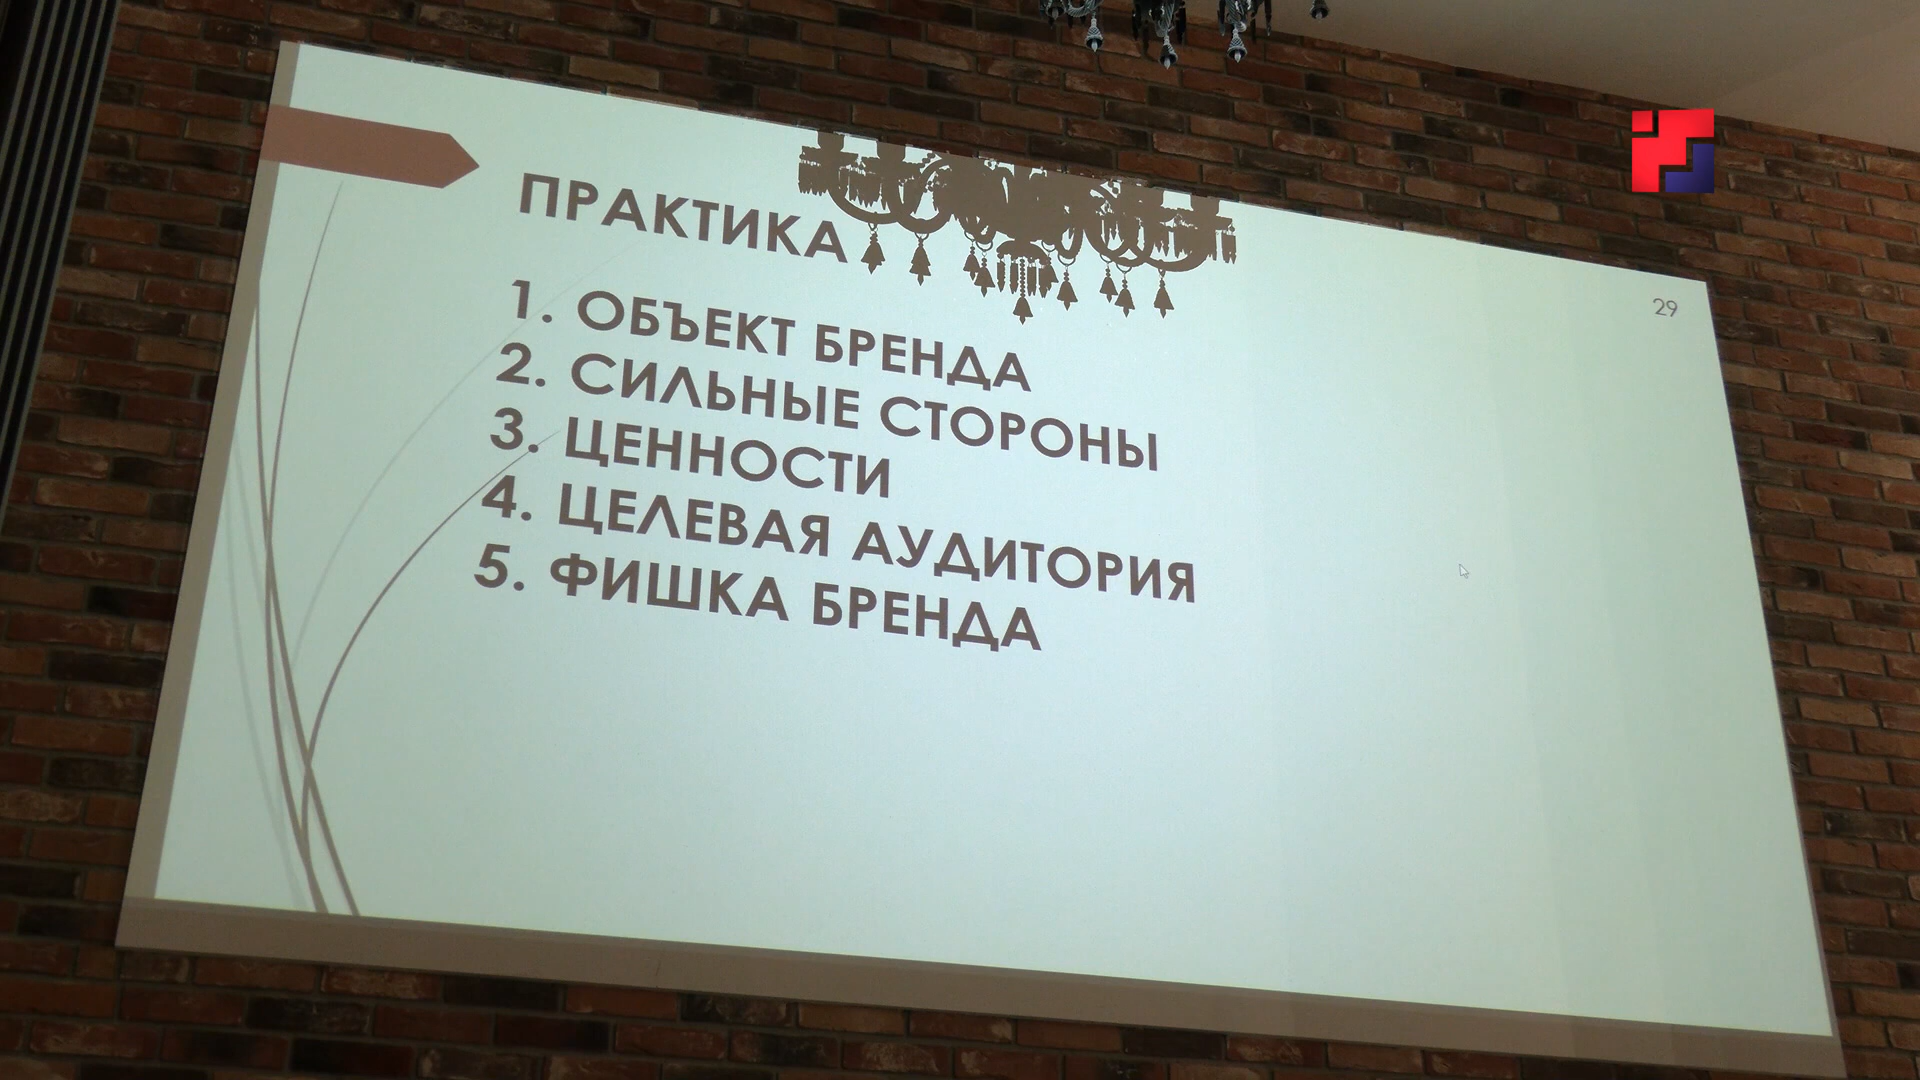 ПРАКТИКА
29
1. ОБЪЕКТ БРЕНДА
2. СИЛЬНЫЕ СТОРОНЫ
3. ЦЕННОСТИ
4. ЦЕЛЕВАЯ АУДИТОРИЯ
5. ФИШКА БРЕНДА